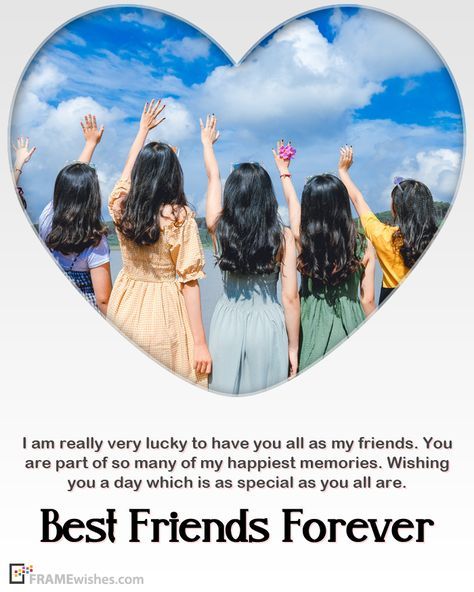 I am really very lucky to have you all as my friends. You
are part of so many of my happiest memories. Wishing
you a day which is as special as you all are.
Best Friends Forever
FRAMEwishes.com